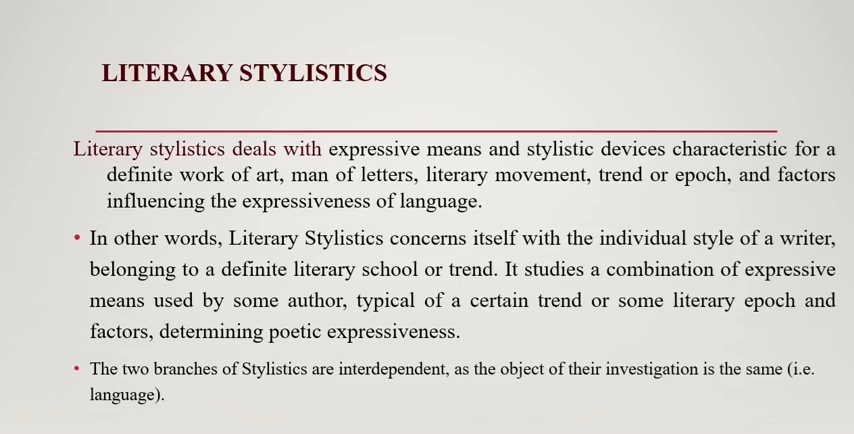 LITERARY STYLISTICS
Literary stylistics deals with expressive means and stylistic devices characteristic for a
definite work of art, man of letters, literary movement, trend or epoch, and factors
influencing the expressiveness of language.
• In other words, Literary Stylistics concerns itself with the individual style of a writer,
belonging to a definite literary school or trend. It studies a combination of expressive
means used by some author, typical of a certain trend or some literary epoch and
factors, determining poetic expressiveness.
• The two branches of Stylistics are interdependent, as the object of their investigation is the same (i.e.
language).